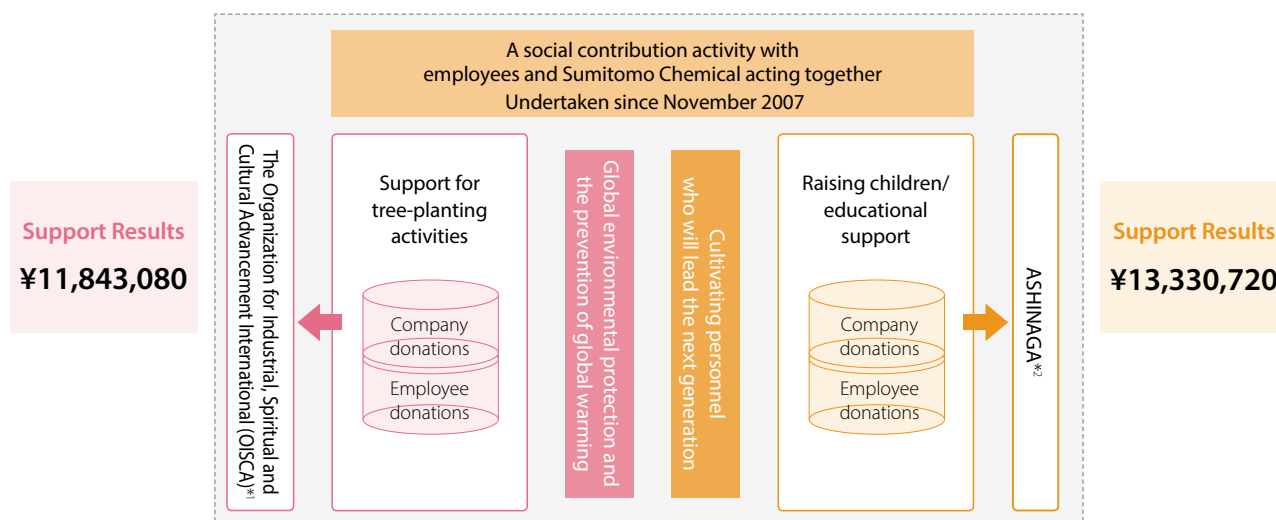 A social contribution activity with
employees and Sumitomo Chemical acting together
Undertaken since November 2007
Support Results
¥11,843,080
The Organization for Industrial, Spiritual and
Cultural Advancement International (OISCA)*1
Support for
tree-planting
activities
Company
donations
Employee
donations
Global environmental protection and
the prevention of global warming
Cultivating personnel
who will lead the next generation
Raising children/
educational
support
Company
donations
Employee
donations
ASHINAGA*2
Support Results
¥13,330,720